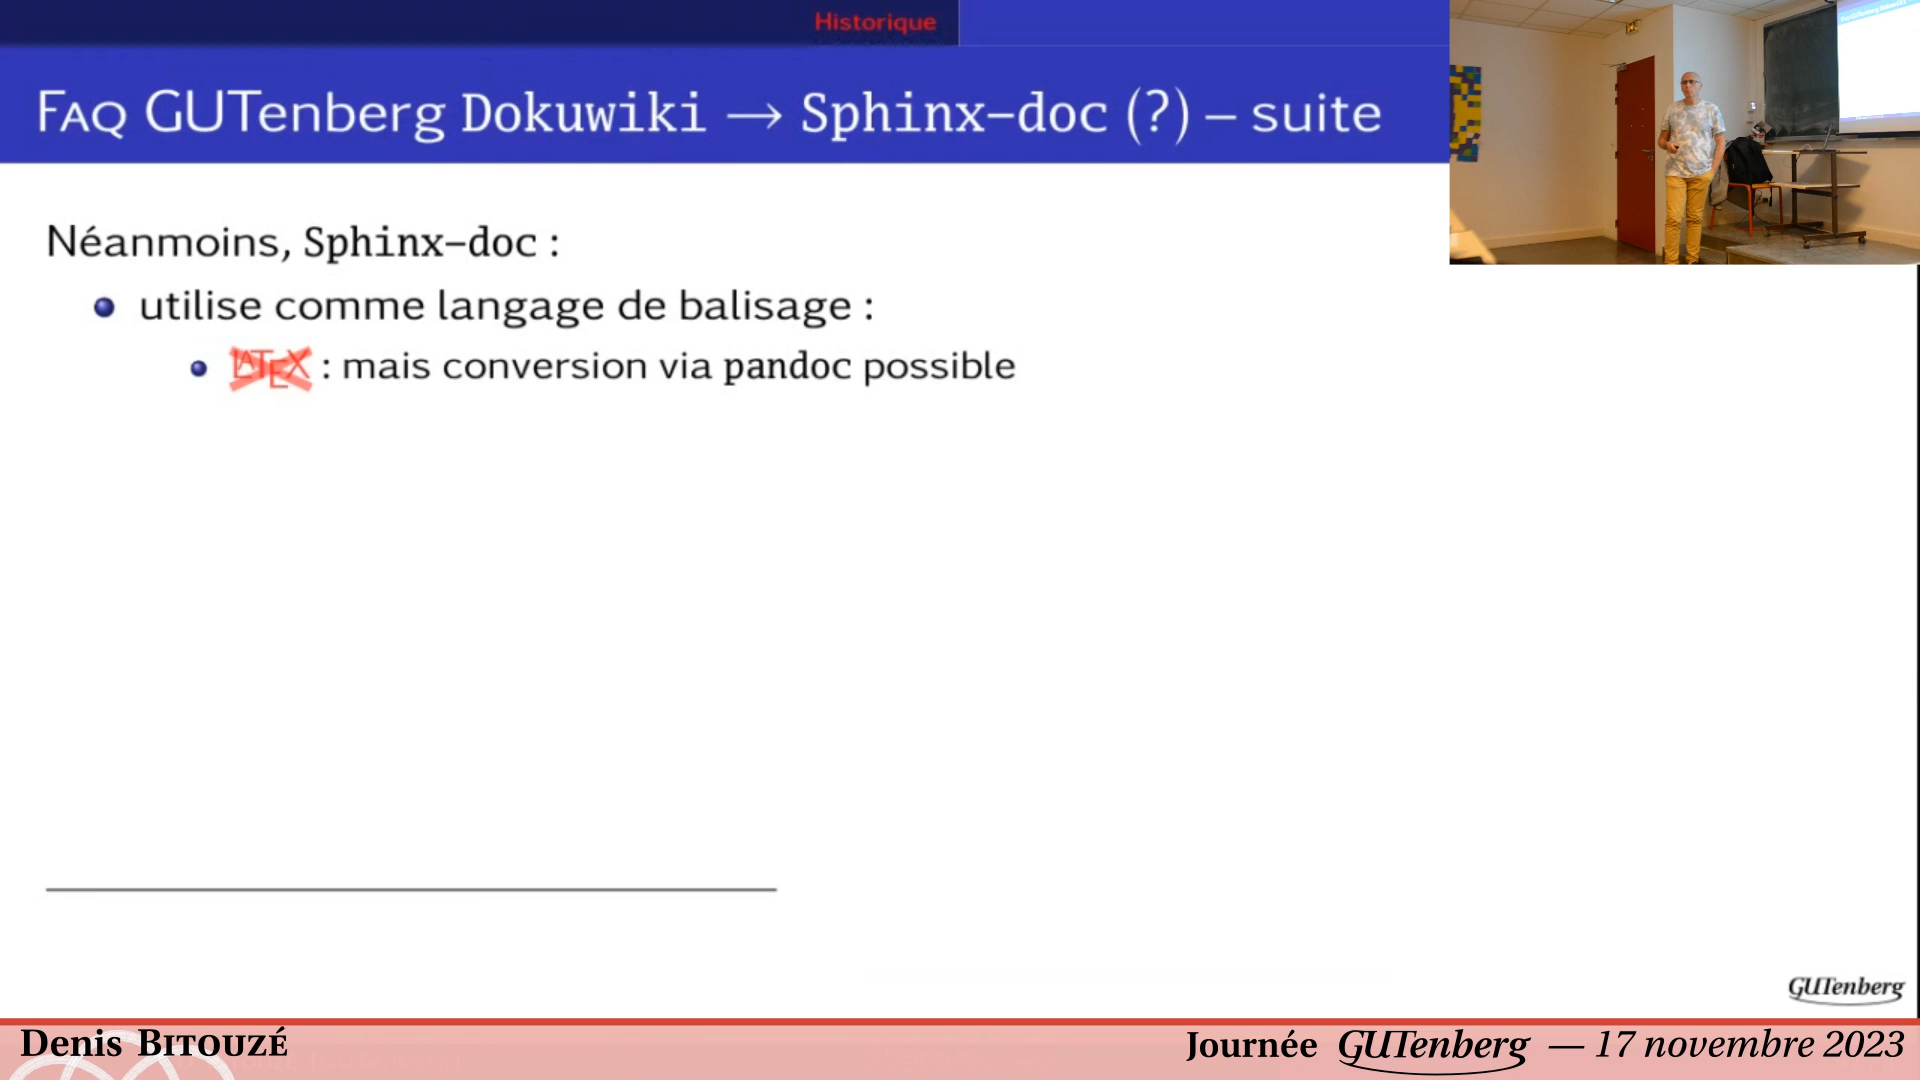 Historique
FAQ GUTenberg Dokuwiki → Sphinx-doc (?) – suite
Néanmoins, Sphinx-doc :
utilise comme langage de balisage :
LATEX : mais conversion via pandoc possible
GUTenberg
Denis BITOUZÉ
Journée GUTenberg — 17 novembre 2023